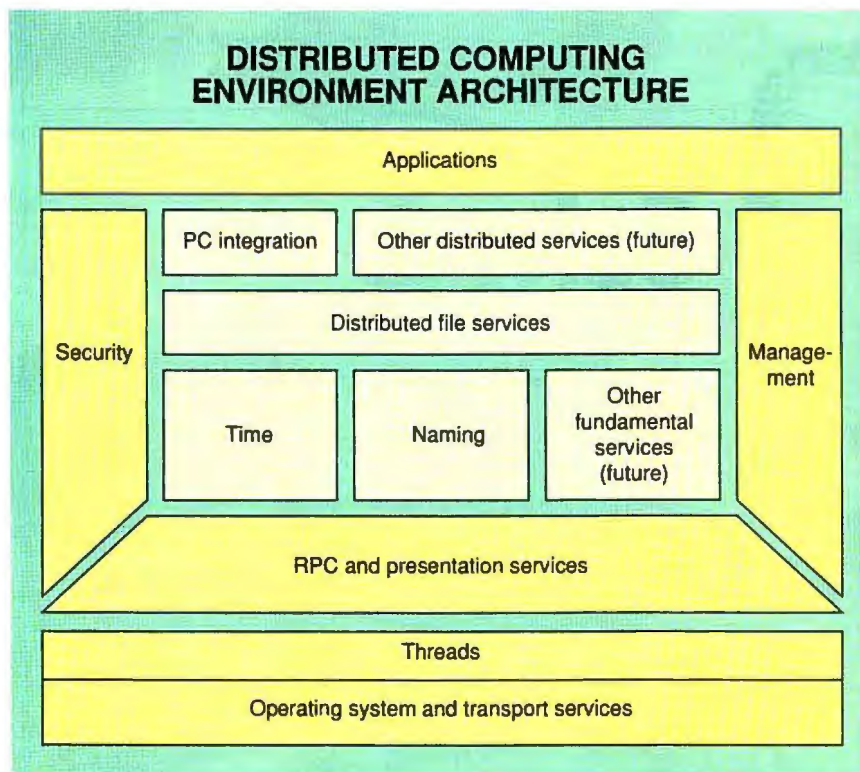 DISTRIBUTED COMPUTING
ENVIRONMENT ARCHITECTURE
Applications
PC integration
Other distributed services (future)
Distributed file services
Security
Manage-
ment
Time
Naming
Other
fundamental
services
(future)
RPC and presentation services
Threads
Operating system and transport services